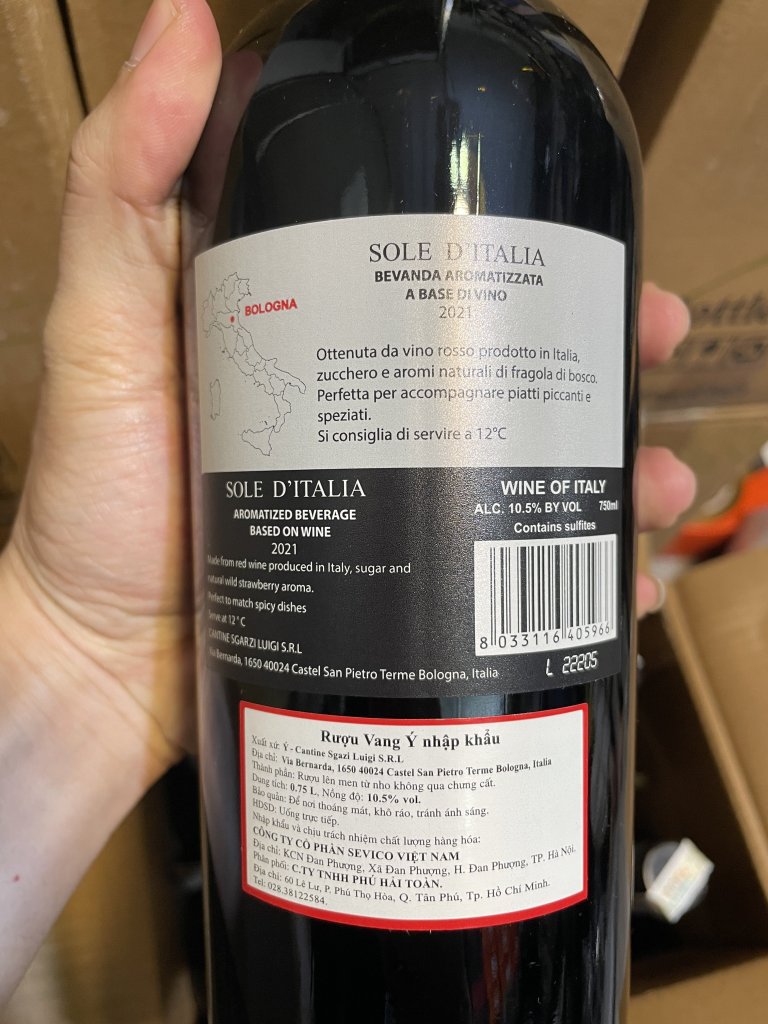 SOLE D'ITALIA
BEVANDA AROMATIZZATA
A BASE DI VINO
2021
BOLOGNA
Ottenuta da vino rosso prodotto in Italia,
zucchero e aromi naturali di fragola di bosco.
Perfetta per accompagnare piatti piccanti e
speziati.
Si consiglia di servire a 12°C
SOLE D'ITALIA
AROMATIZED BEVERAGE
BASED ON WINE
2021
Made from red wine produced in Italy, sugar and
natural wild strawberry aroma.
Perfect to match spicy dishes
Serve at 12°C
CANTINE SGARZI LUIGI S.R.L
Via Bernarda, 1650 40024 Castel San Pietro Terme Bologna, Italia
WINE OF ITALY
ALC. 10.5% BY VOL 750ml
Contains sulfites
8 033116 405966
L 22205
Rượu Vang Ý nhập khẩu
Xuất xứ: Ý - Cantine Sgazi Luigi S.R.L
Địa chỉ: Via Bernarda, 1650 40024 Castel San Pietro Terme Bologna, Italia
Thành phần: Rượu lên men từ nho không qua chưng cất.
Dung tích: 0.75 L, Nồng độ: 10.5% vol.
Bảo quản: Để nơi thoáng mát, khô ráo, tránh ánh sáng.
HDSD: Uống trực tiếp.
Nhập khẩu và chịu trách nhiệm chất lượng hàng hóa:
CÔNG TY CỔ PHẦN SEVICO VIỆT NAM
Địa chỉ: KCN Đan Phượng, Xã Đan Phượng, H. Đan Phượng, TP. Hà Nội.
Phân phối: C.TY TNHH PHÚ HẢI TOÀN.
Địa chỉ: 60 Lê Lư, P. Phú Thọ Hòa, Q. Tân Phú, Tp. Hồ Chí Minh.
Tel: 028.38122584.